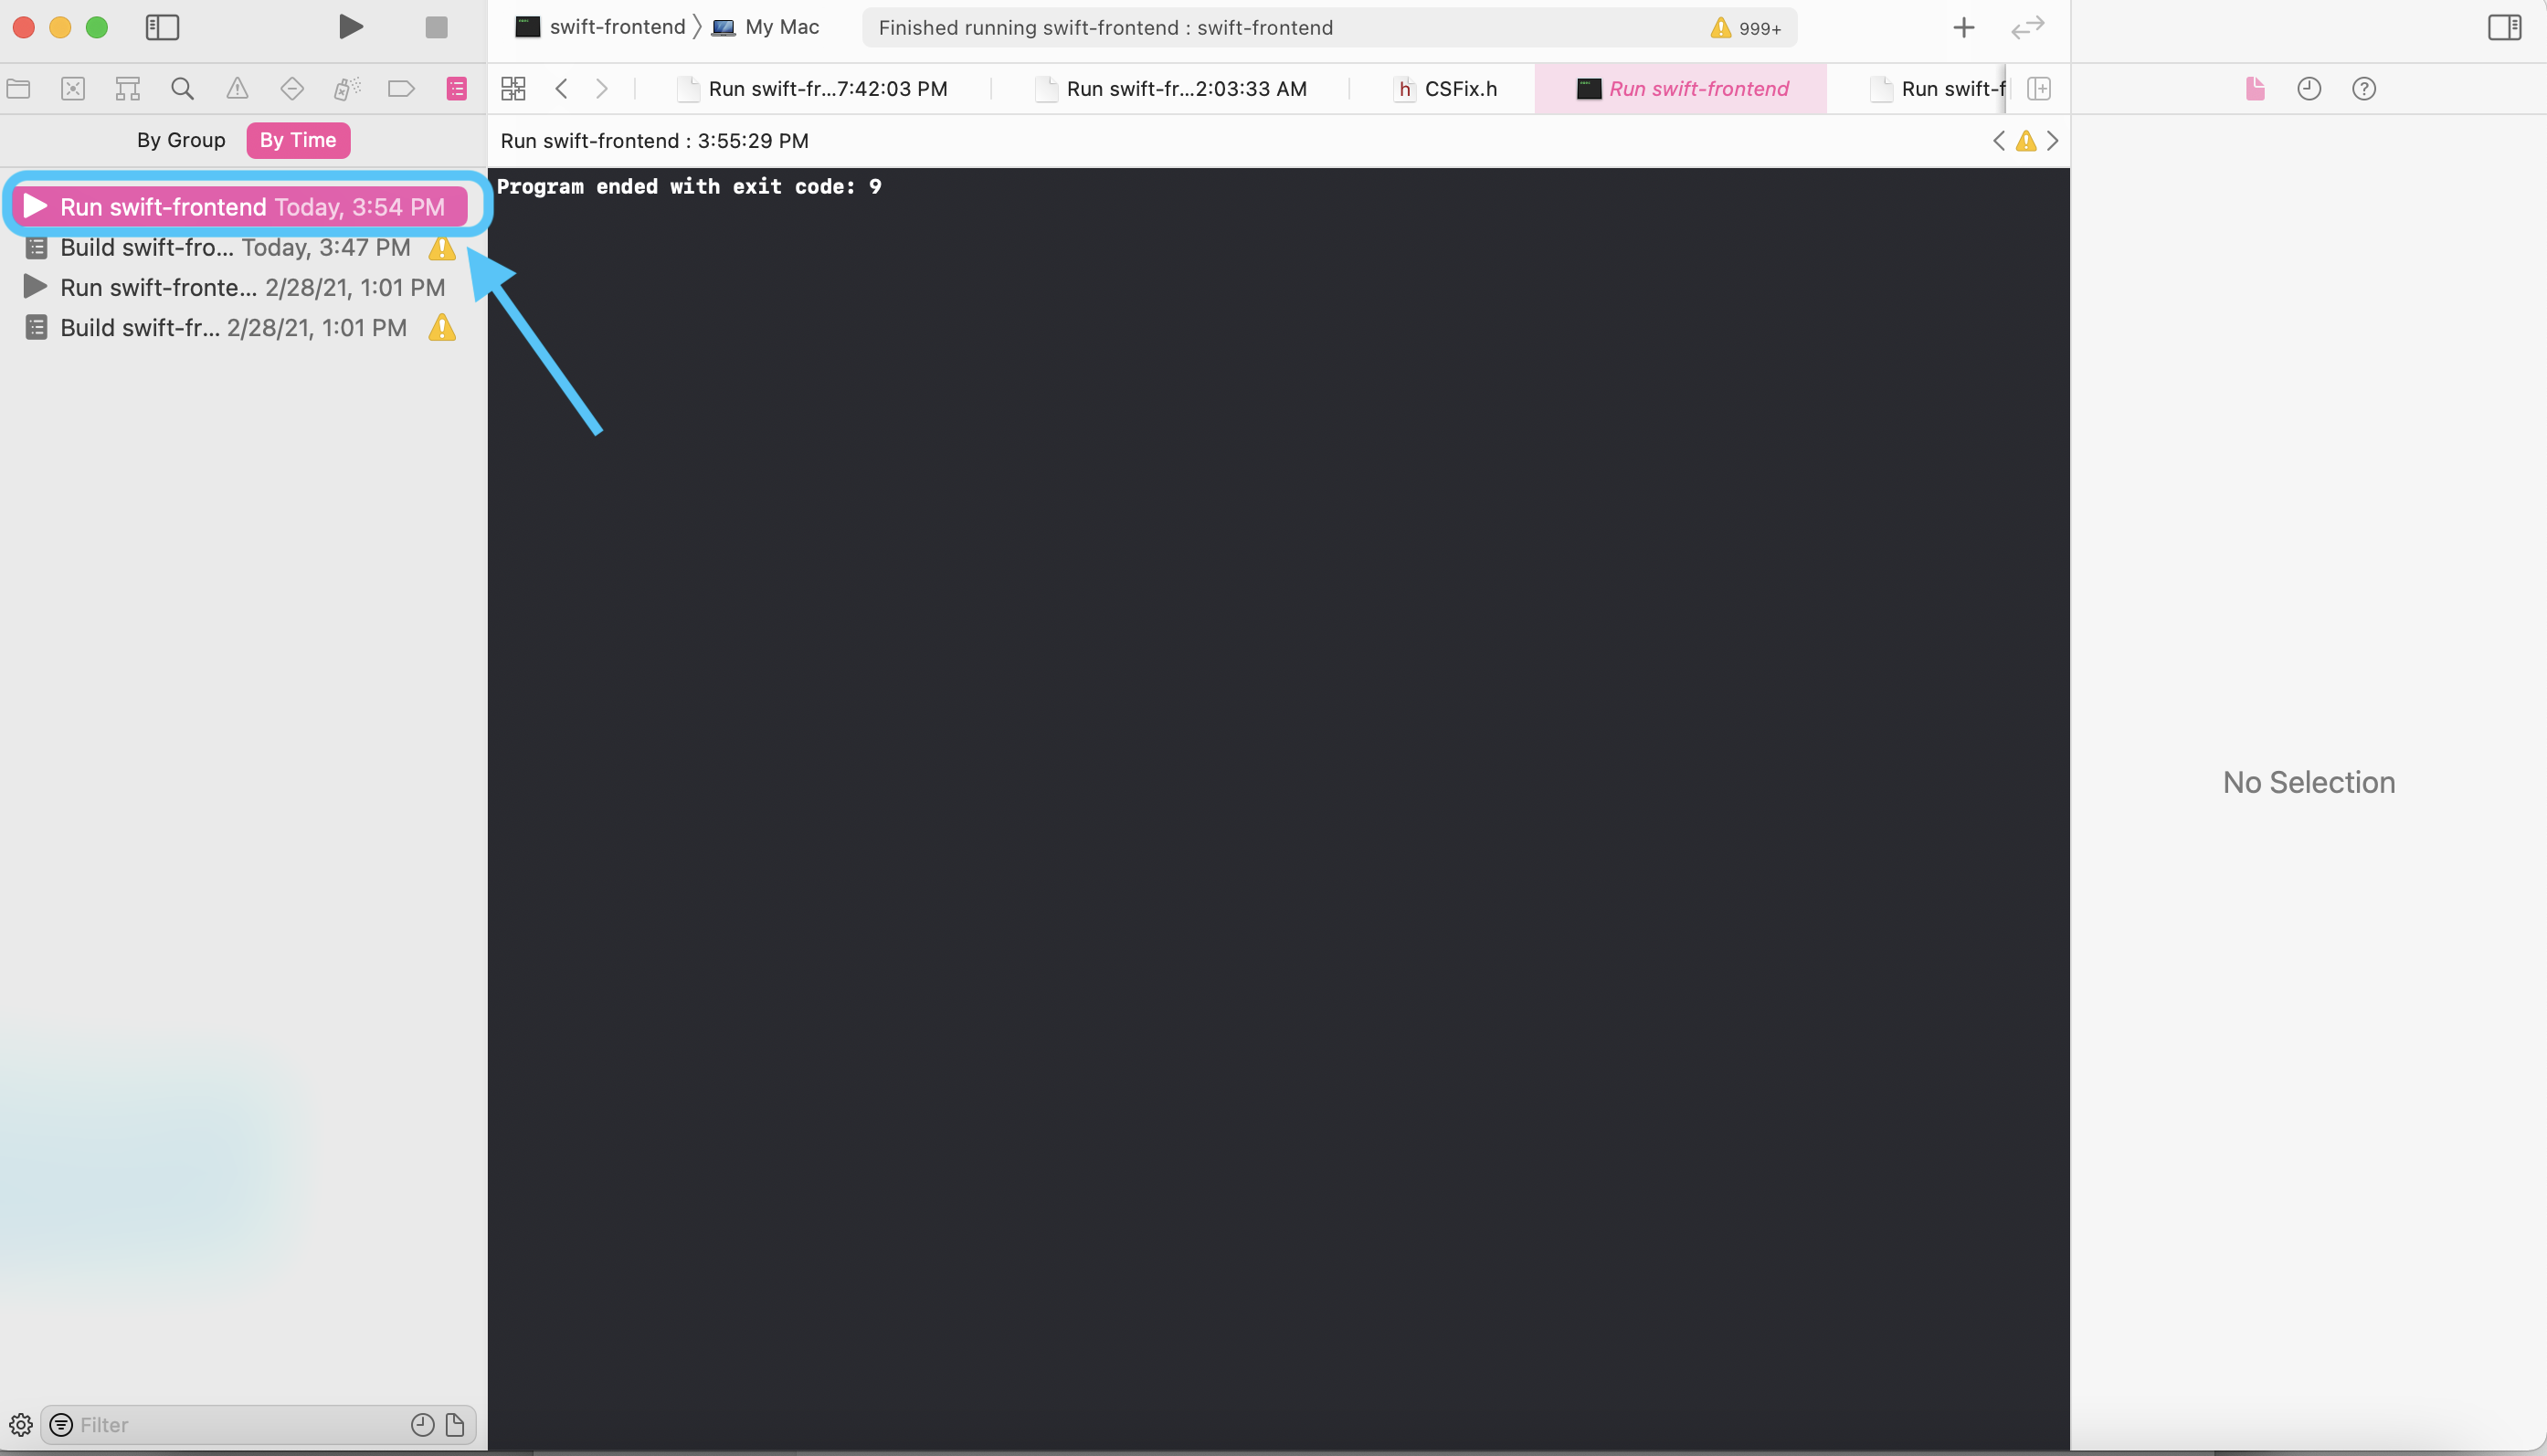 swift-frontend My Mac Finished running swift-frontend : swift-frontend 999+
Run swift-fr...7:42:03 PM Run swift-fr...2:03:33 AM h CSFix.h Run swift-frontend Run swift-f
By Group By Time
Run swift-frontend : 3:55:29 PM
Run swift-frontend Today, 3:54 PM
Program ended with exit code: 9
Build swift-fro... Today, 3:47 PM
Run swift-fronte... 2/28/21, 1:01 PM
Build swift-fr... 2/28/21, 1:01 PM
No Selection
Filter